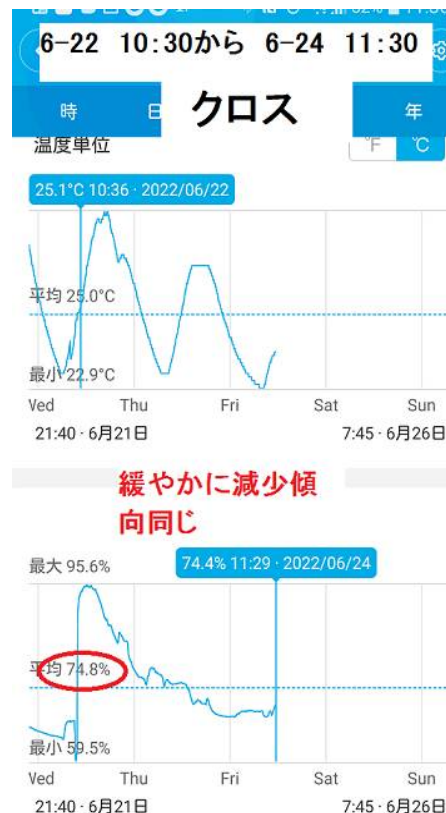 6-22 10:30から 6-24 11:30
時
クロス
年
温度単位
°F °C
25.1°C 10:36 · 2022/06/22
平均 25.0°C
最小 22.9°C
Wed Thu Fri Sat Sun
21:40 · 6月21日 7:45 · 6月26日
緩やかに減少傾
向同じ
最大 95.6%
74.4% 11:29 · 2022/06/24
平均 74.8%
最小 59.5%
Wed Thu Fri Sat Sun
21:40 · 6月21日 7:45 · 6月26日